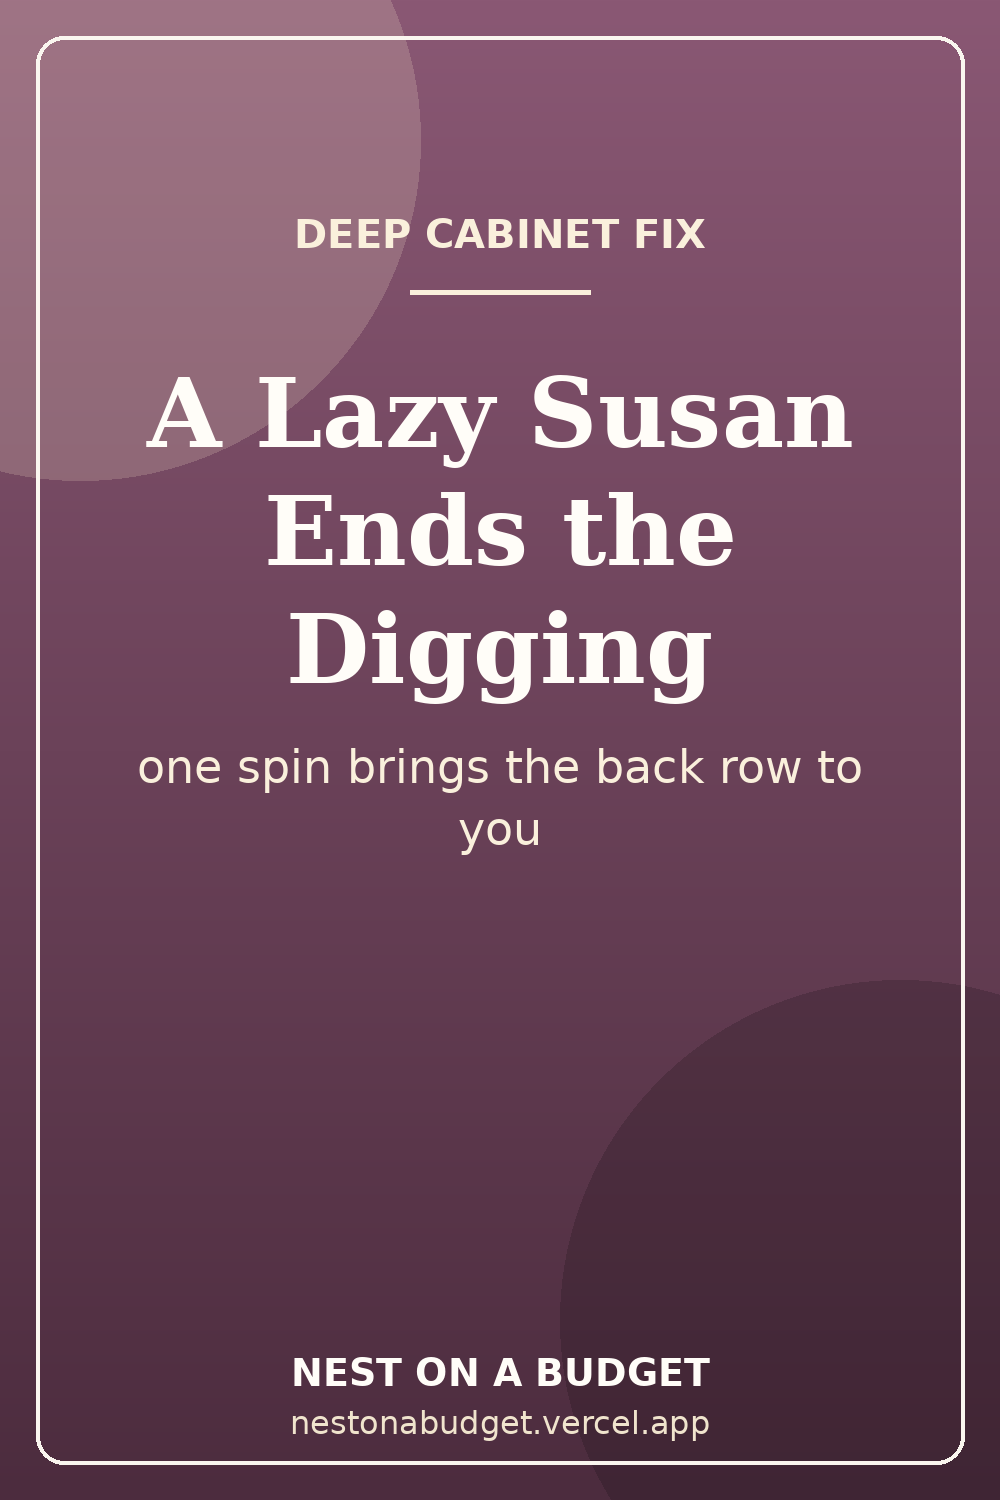 DEEP CABINET FIX
A Lazy Susan
Ends the
Digging
one spin brings the back row to
you
NEST ON A BUDGET
nestonabudget.vercel.app